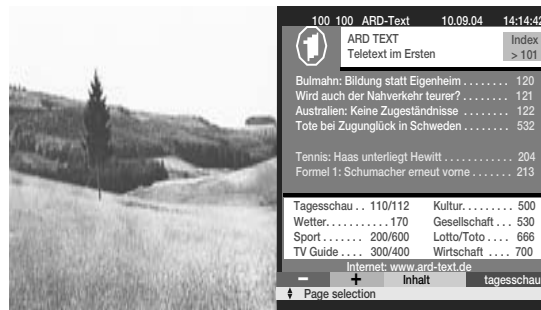 100 100 ARD-Text 10.09.04 14:14:42
ARD TEXT Index
Teletext im Ersten > 101
Bulmahn: Bildung statt Eigenheim . . . . . . . 120
Wird auch der Nahverkehr teurer? . . . . . . . 121
Australien: Keine Zugeständnisse . . . . . . . 122
Tote bei Zugunglück in Schweden . . . . . . . 532
Tennis: Haas unterliegt Hewitt . . . . . . . . . . . 204
Formel 1: Schumacher erneut vorne . . . . . . 213
Tagesschau . . 110/112 Kultur. . . . . . . . . 500
Wetter. . . . . . . . . . . 170 Gesellschaft . . . 530
Sport . . . . . . . 200/600 Lotto/Toto . . . . 666
TV Guide . . . . 300/400 Wirtschaft . . . . 700
Internet: www.ard-text.de
− + Inhalt tagesschau
Page selection